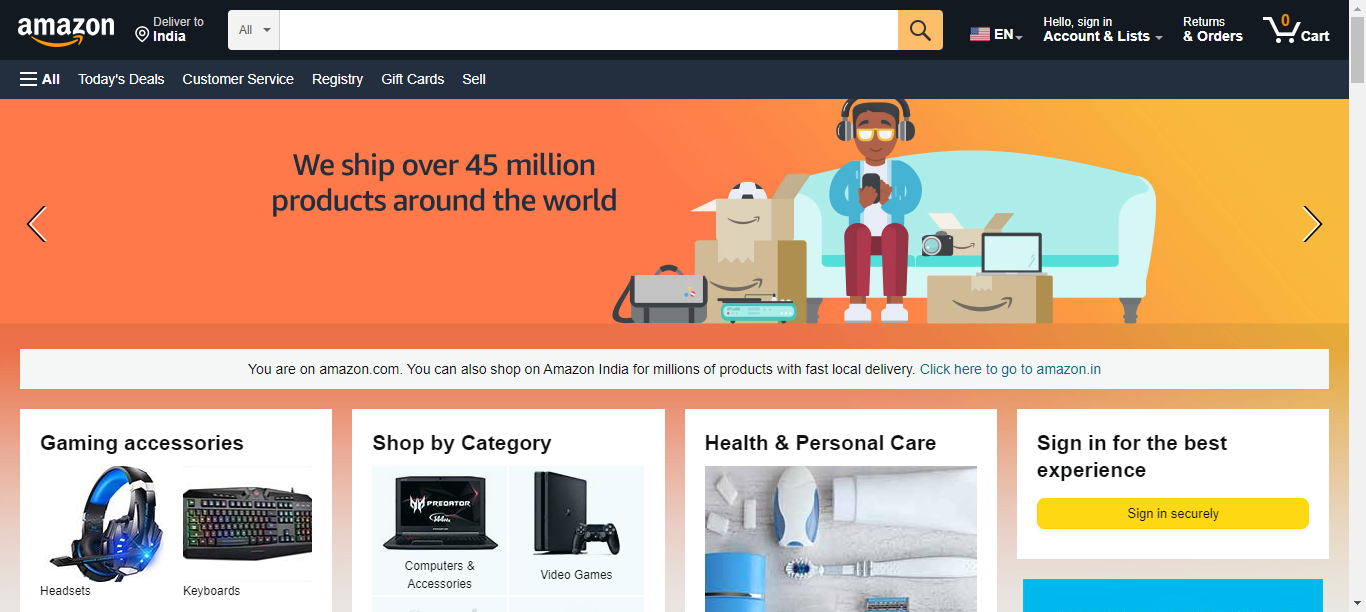 amazon
Deliver to
India
All
EN
Hello, sign in
Account & Lists
Returns
& Orders
0
Cart
All
Today's Deals
Customer Service
Registry
Gift Cards
Sell
We ship over 45 million
products around the world
You are on amazon.com. You can also shop on Amazon India for millions of products with fast local delivery. Click here to go to amazon.in
Gaming accessories
Headsets
Keyboards
Shop by Category
PREDATOR
Computers &
Accessories
Video Games
Health & Personal Care
Sign in for the best
experience
Sign in securely